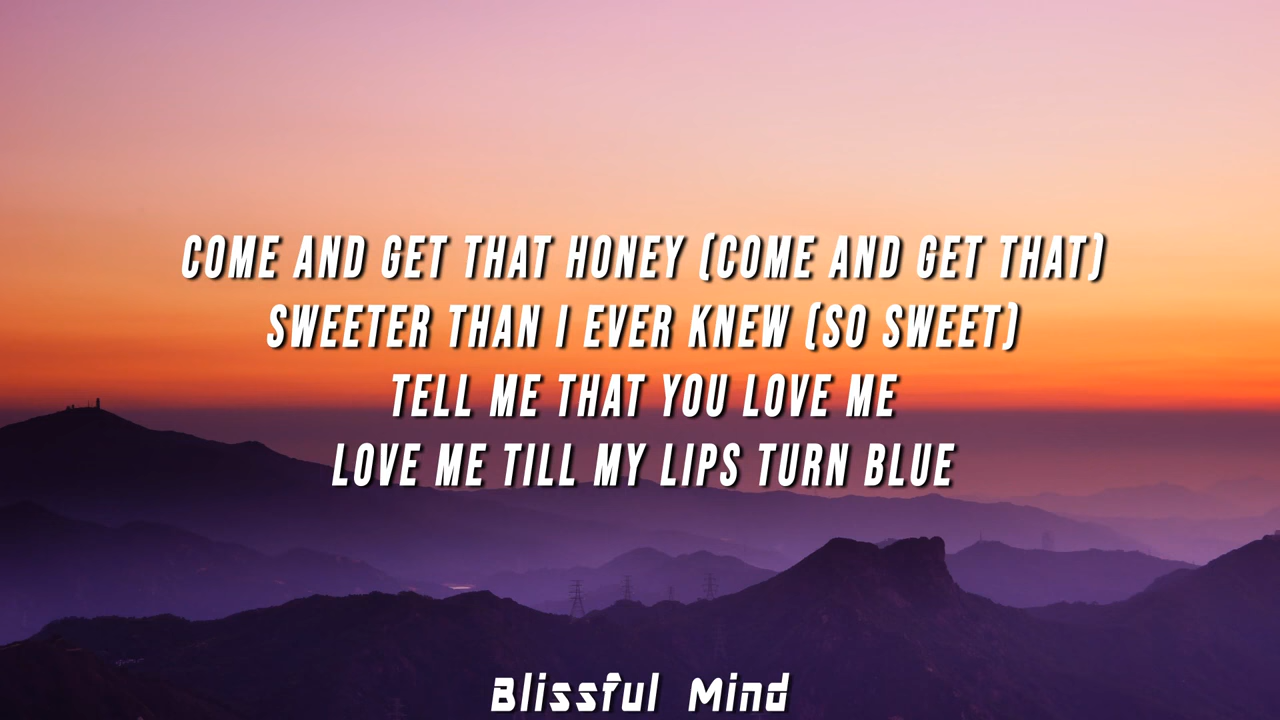 COME AND GET THAT HONEY (COME AND GET THAT)
SWEETER THAN I EVER KNEW (SO SWEET)
TELL ME THAT YOU LOVE ME
LOVE ME TILL MY LIPS TURN BLUE
Blissful Mind